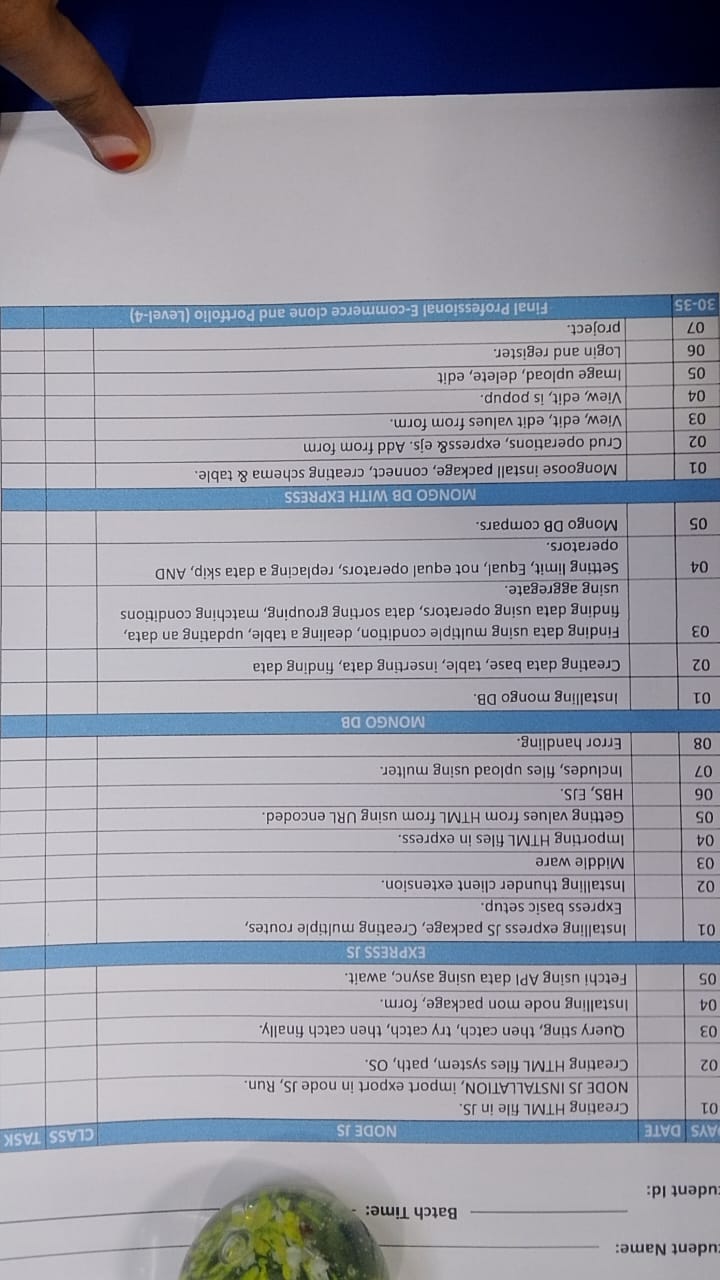 udent Name:
Batch Time:
udent Id:
AYS DATE NODE JS CLASS TASK
01 Creating HTML file in JS.
NODE JS INSTALLATION, import export in node JS, Run.
02 Creating HTML files system, path, OS.
03 Query sting, then catch, try catch, then catch finally.
04 Installing node mon package, form.
05 Fetchi using API data using async, await.
EXPRESS JS
01 Installing express JS package, Creating multiple routes,
Express basic setup.
02 Installing thunder client extension.
03 Middle ware
04 Importing HTML files in express.
05 Getting values from HTML from using URL encoded.
06 HBS, EJS.
07 Includes, files upload using multer.
08 Error handling.
MONGO DB
01 Installing mongo DB.
02 Creating data base, table, inserting data, finding data
03 Finding data using multiple condition, dealing a table, updating an data,
finding data using operators, data sorting grouping, matching conditions
using aggregate.
04 Setting limit, Equal, not equal operators, replacing a data skip, AND
operators.
05 Mongo DB compars.
MONGO DB WITH EXPRESS
01 Mongoose install package, connect, creating schema & table.
02 Crud operations, express& ejs. Add from form
03 View, edit, edit values from form.
04 View, edit, is popup.
05 Image upload, delete, edit
06 Login and register.
07 project.
30-35 Final Professional E-commerce clone and Portfolio (Level-4)